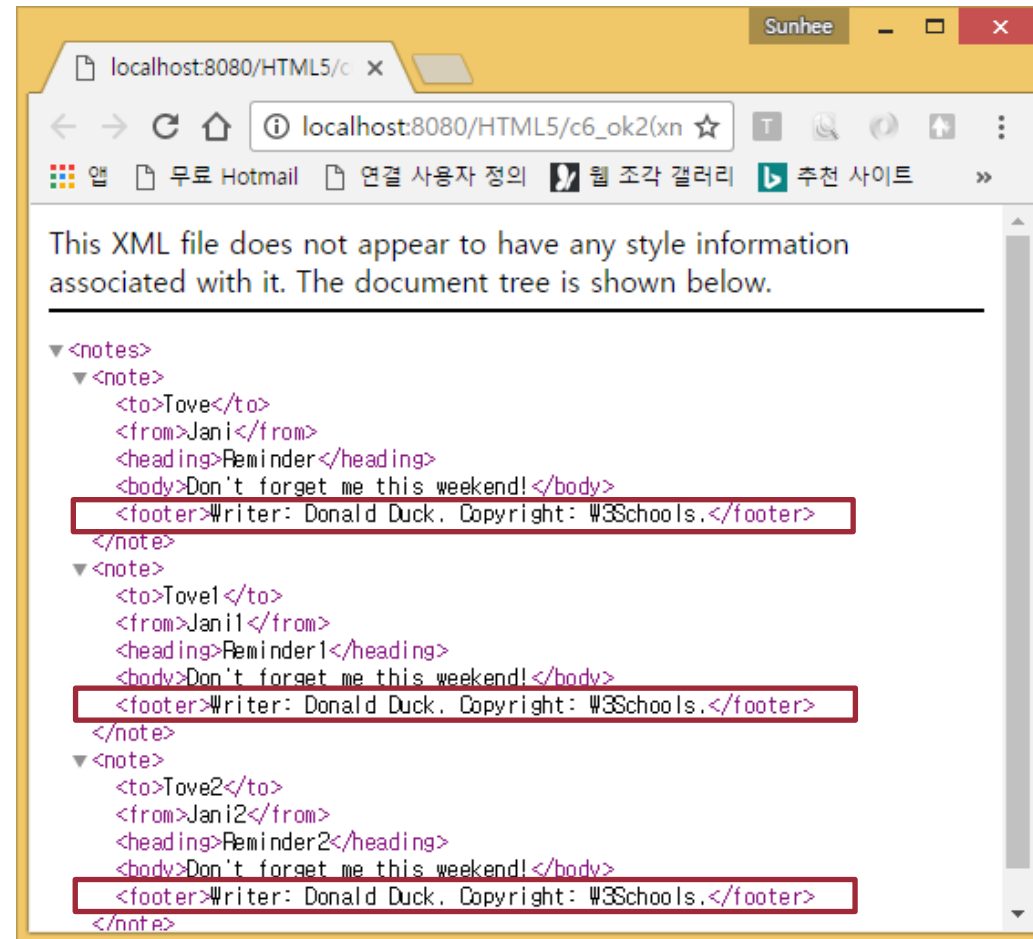 Sunhee
localhost:8080/HTML5/c
localhost:8080/HTML5/c6_ok2(xn
앱 무료 Hotmail 연결 사용자 정의 웹 조각 갤러리 추천 사이트 »
This XML file does not appear to have any style information
associated with it. The document tree is shown below.
▼<notes>
▼<note>
<to>Tove</to>
<from>Jani</from>
<heading>Reminder</heading>
<body>Don't forget me this weekend!</body>
<footer>Writer: Donald Duck. Copyright: W3Schools.</footer>
</note>
▼<note>
<to>Tove1</to>
<from>Jani1</from>
<heading>Reminder1</heading>
<body>Don't forget me this weekend!</body>
<footer>Writer: Donald Duck. Copyright: W3Schools.</footer>
</note>
▼<note>
<to>Tove2</to>
<from>Jani2</from>
<heading>Reminder2</heading>
<body>Don't forget me this weekend!</body>
<footer>Writer: Donald Duck. Copyright: W3Schools.</footer>
</note>